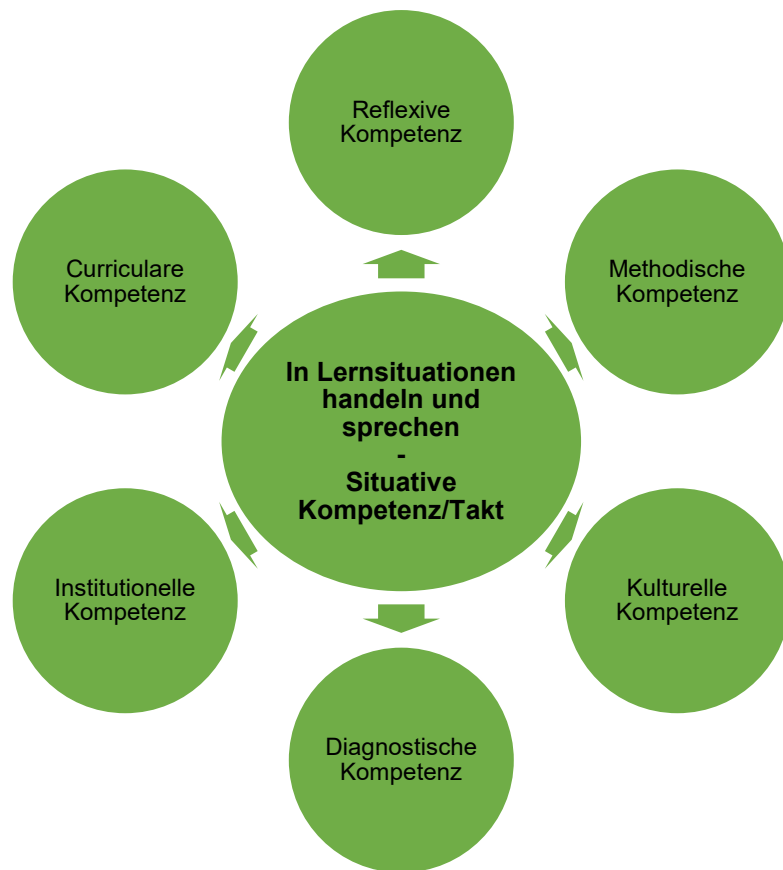 Reflexive
Kompetenz
Curriculare
Kompetenz
Methodische
Kompetenz
In Lernsituationen
handeln und
sprechen
-
Situative
Kompetenz/Takt
Institutionelle
Kompetenz
Kulturelle
Kompetenz
Diagnostische
Kompetenz